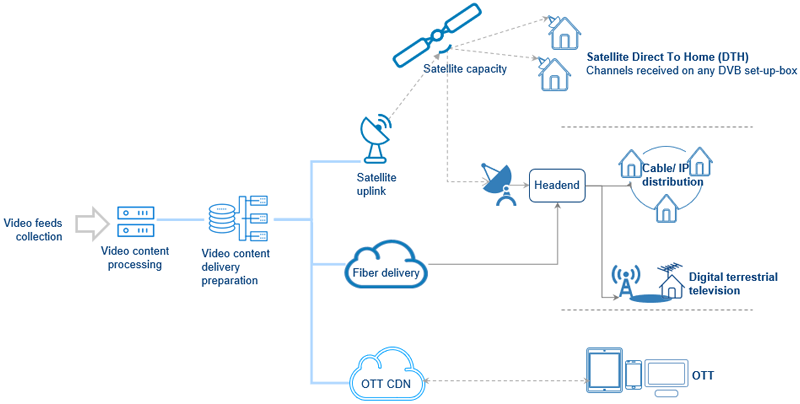 Satellite capacity
Satellite Direct To Home (DTH)
Channels received on any DVB set-up-box
Satellite
uplink
Headend
Cable/ IP
distribution
Video feeds
collection
Video content
processing
Video content
delivery
preparation
Fiber delivery
Digital terrestrial
television
OTT CDN
OTT